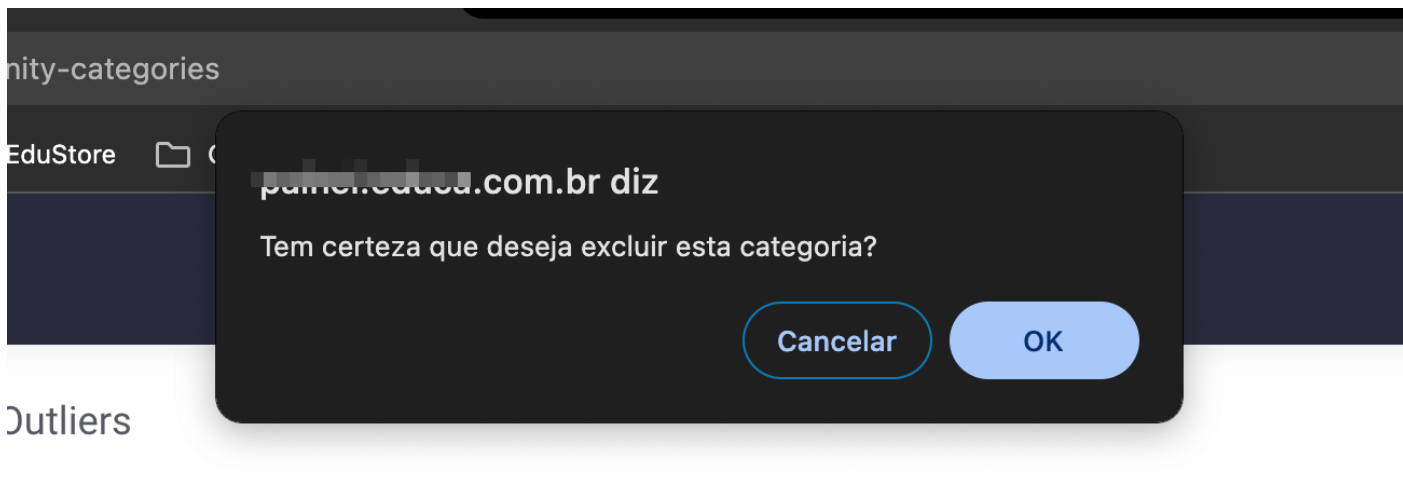 nity-categories
EduStore
.com.br diz
Tem certeza que deseja excluir esta categoria?
Cancelar
OK
Outliers